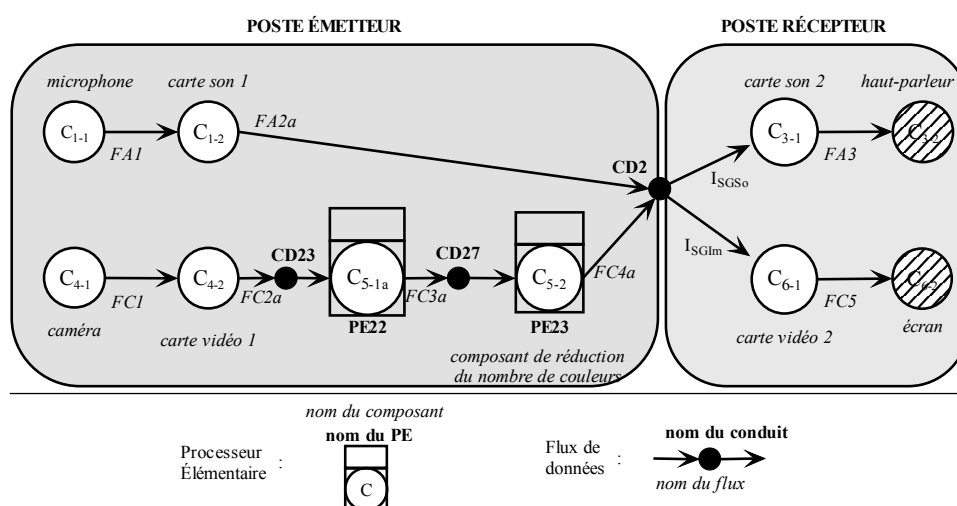 POSTE ÉMETTEUR
POSTE RÉCEPTEUR
microphone
carte son 1
carte son 2
haut-parleur
C1-1
FA1
C1-2
FA2a
C3-1
FA3
C3-2
CD2
ISGSo
ISGIm
CD23
CD27
C4-1
FC1
C4-2
FC2a
C5-1a
FC3a
C5-2
FC4a
C6-1
FC5
C6-2
PE22
PE23
caméra
carte vidéo 1
composant de réduction
du nombre de couleurs
carte vidéo 2
écran
nom du composant
nom du PE
Processeur
Élémentaire :
C
Flux de
données :
nom du conduit
nom du flux